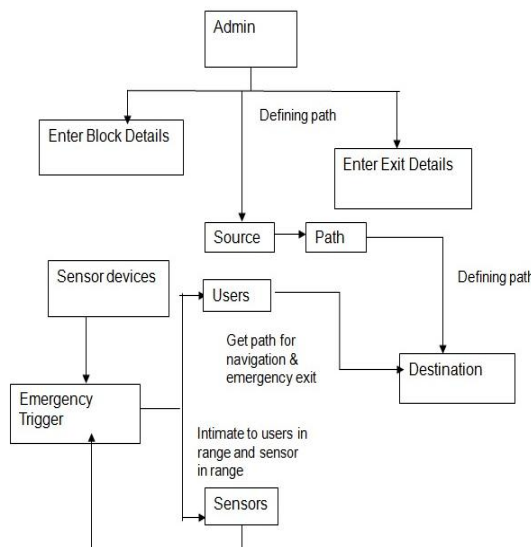 Admin
Defining path
Enter Block Details
Enter Exit Details
Source
Path
Sensor devices
Users
Defining path
Get path for
navigation &
emergency exit
Destination
Emergency
Trigger
Intimate to users in
range and sensor
in range
Sensors